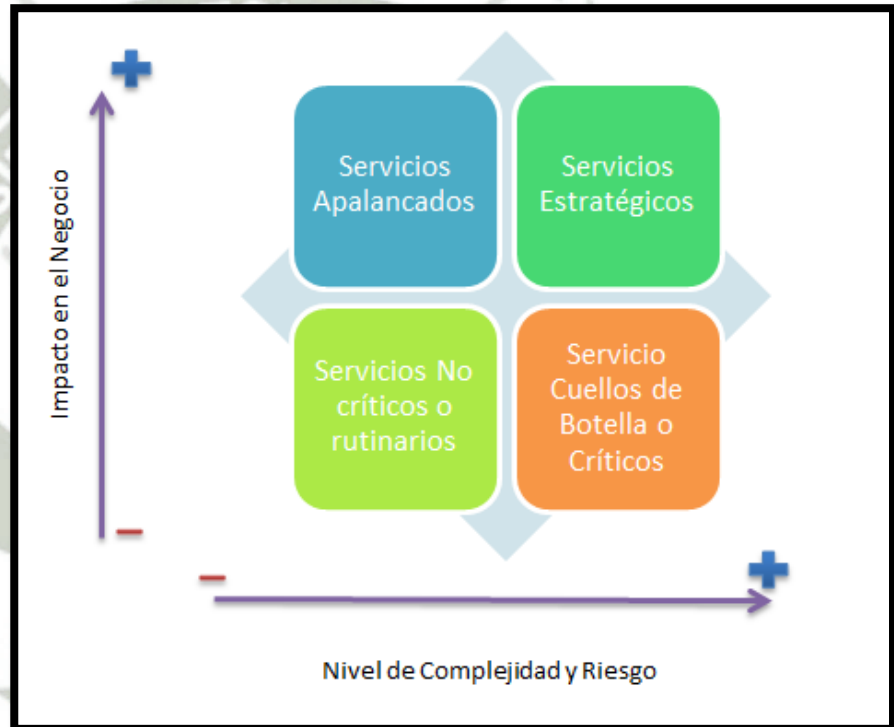 Impacto en el Negocio
Servicios
Apalancados
Servicios
Estratégicos
Servicios No
críticos o
rutinarios
Servicio
Cuellos de
Botella o
Críticos
Nivel de Complejidad y Riesgo